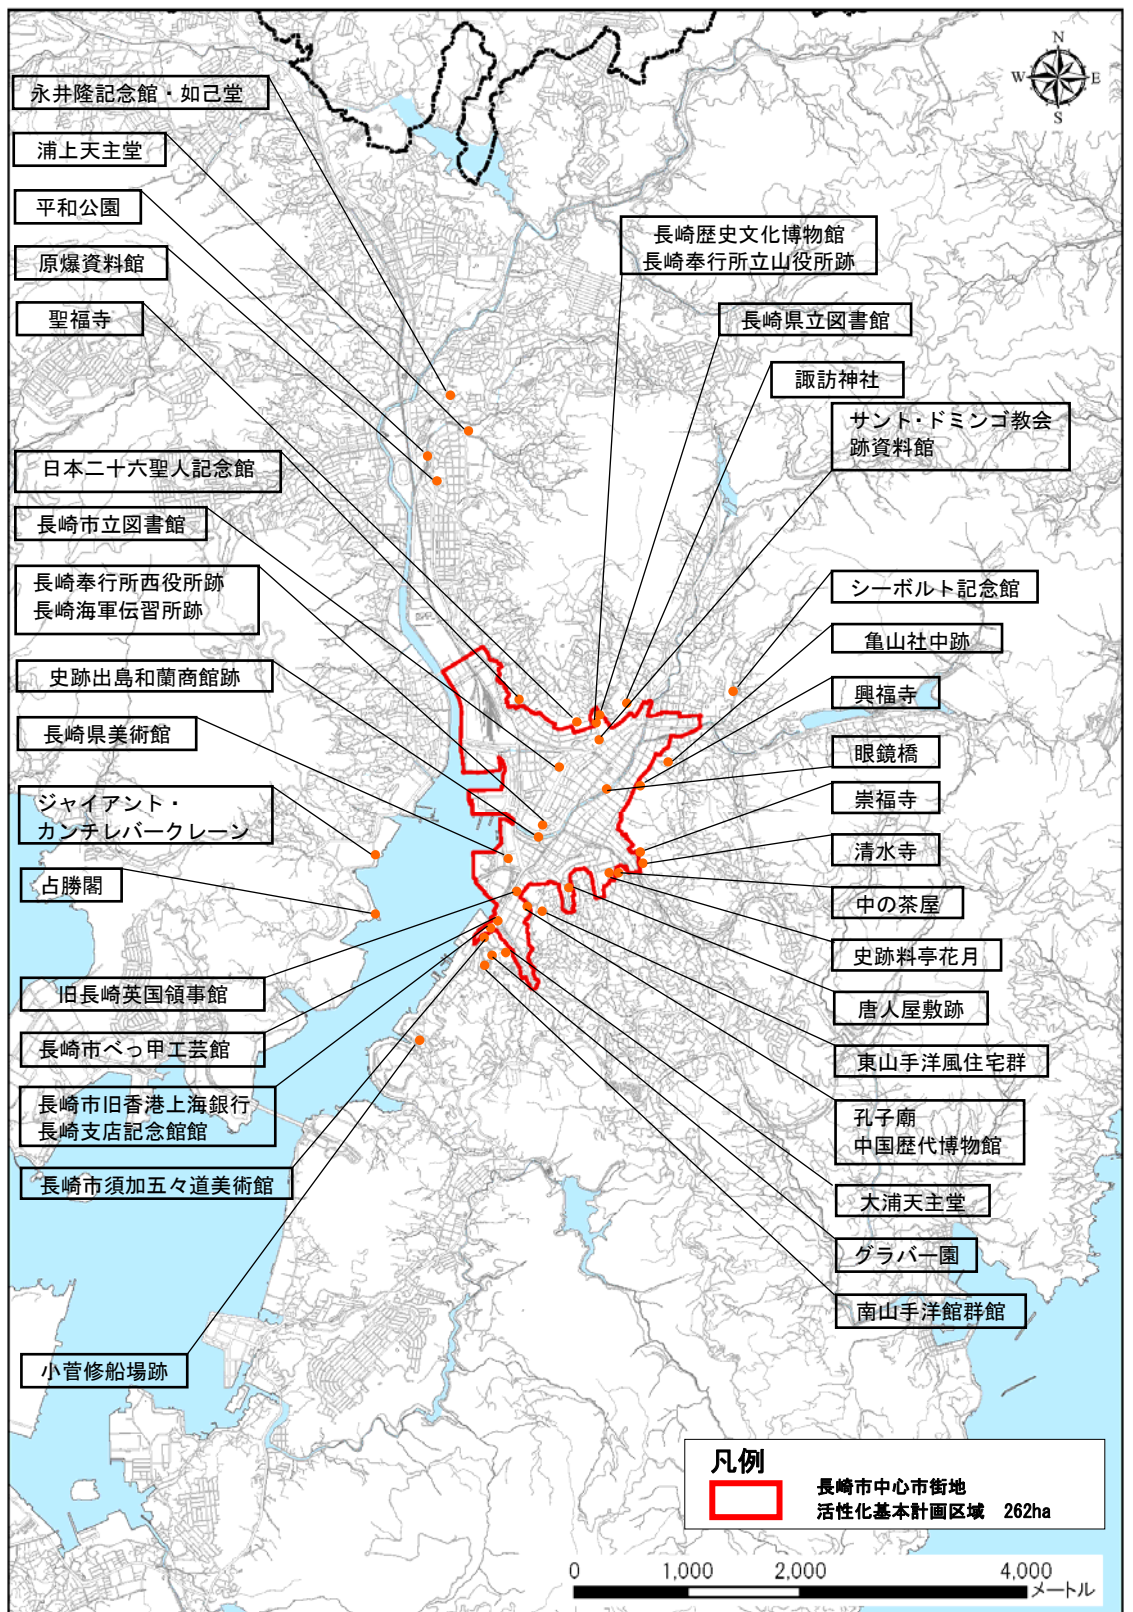 N
W
E
S
永井隆記念館・如己堂
浦上天主堂
平和公園
原爆資料館
聖福寺
日本二十六聖人記念館
長崎市立図書館
長崎奉行所西役所跡
長崎海軍伝習所跡
史跡出島和蘭商館跡
長崎県美術館
ジャイアント・
カンチレバークレーン
占勝閣
旧長崎英国領事館
長崎市べっ甲工芸館
長崎市旧香港上海銀行
長崎支店記念館館
長崎市須加五々道美術館
小菅修船場跡
長崎歴史文化博物館
長崎奉行所立山役所跡
長崎県立図書館
諏訪神社
サント・ドミンゴ教会
跡資料館
シーボルト記念館
亀山社中跡
興福寺
眼鏡橋
崇福寺
清水寺
中の茶屋
史跡料亭花月
唐人屋敷跡
東山手洋風住宅群
孔子廟
中国歴代博物館
大浦天主堂
グラバー園
南山手洋館群館
凡例
長崎市中心市街地
活性化基本計画区域 262ha
0 1,000 2,000 4,000
メートル